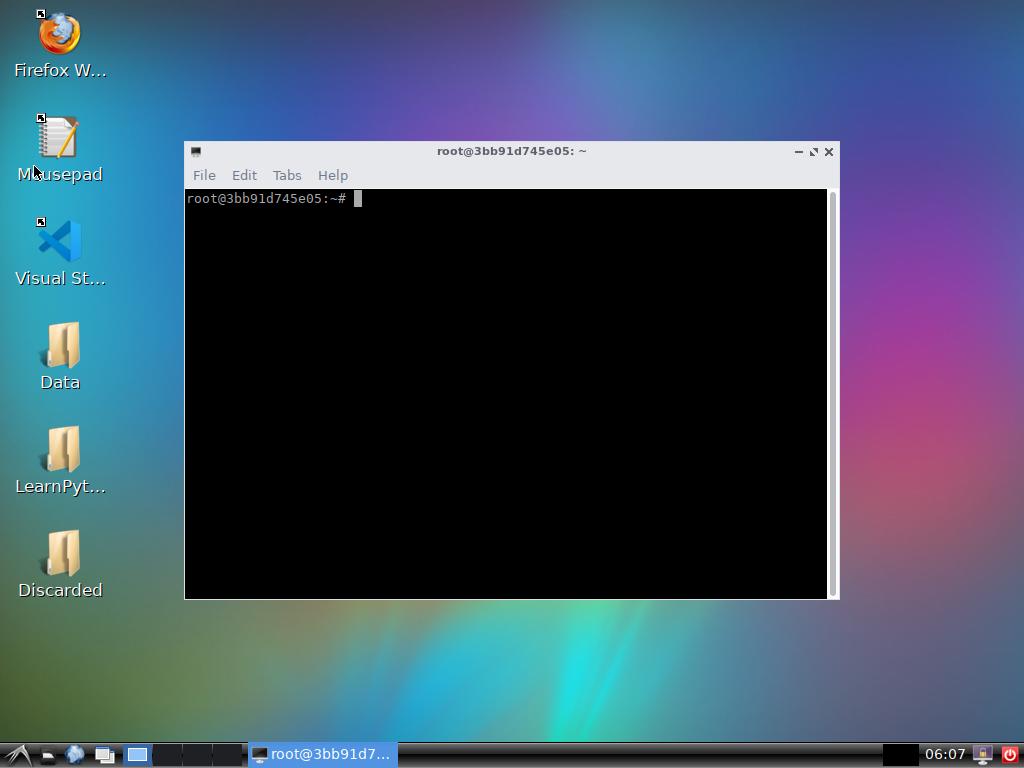 Firefox W...
Mousepad
Visual St...
Data
LearnPyt...
Discarded
root@3bb91d745e05: ~
File Edit Tabs Help
root@3bb91d745e05:~#
root@3bb91d7...
06:07